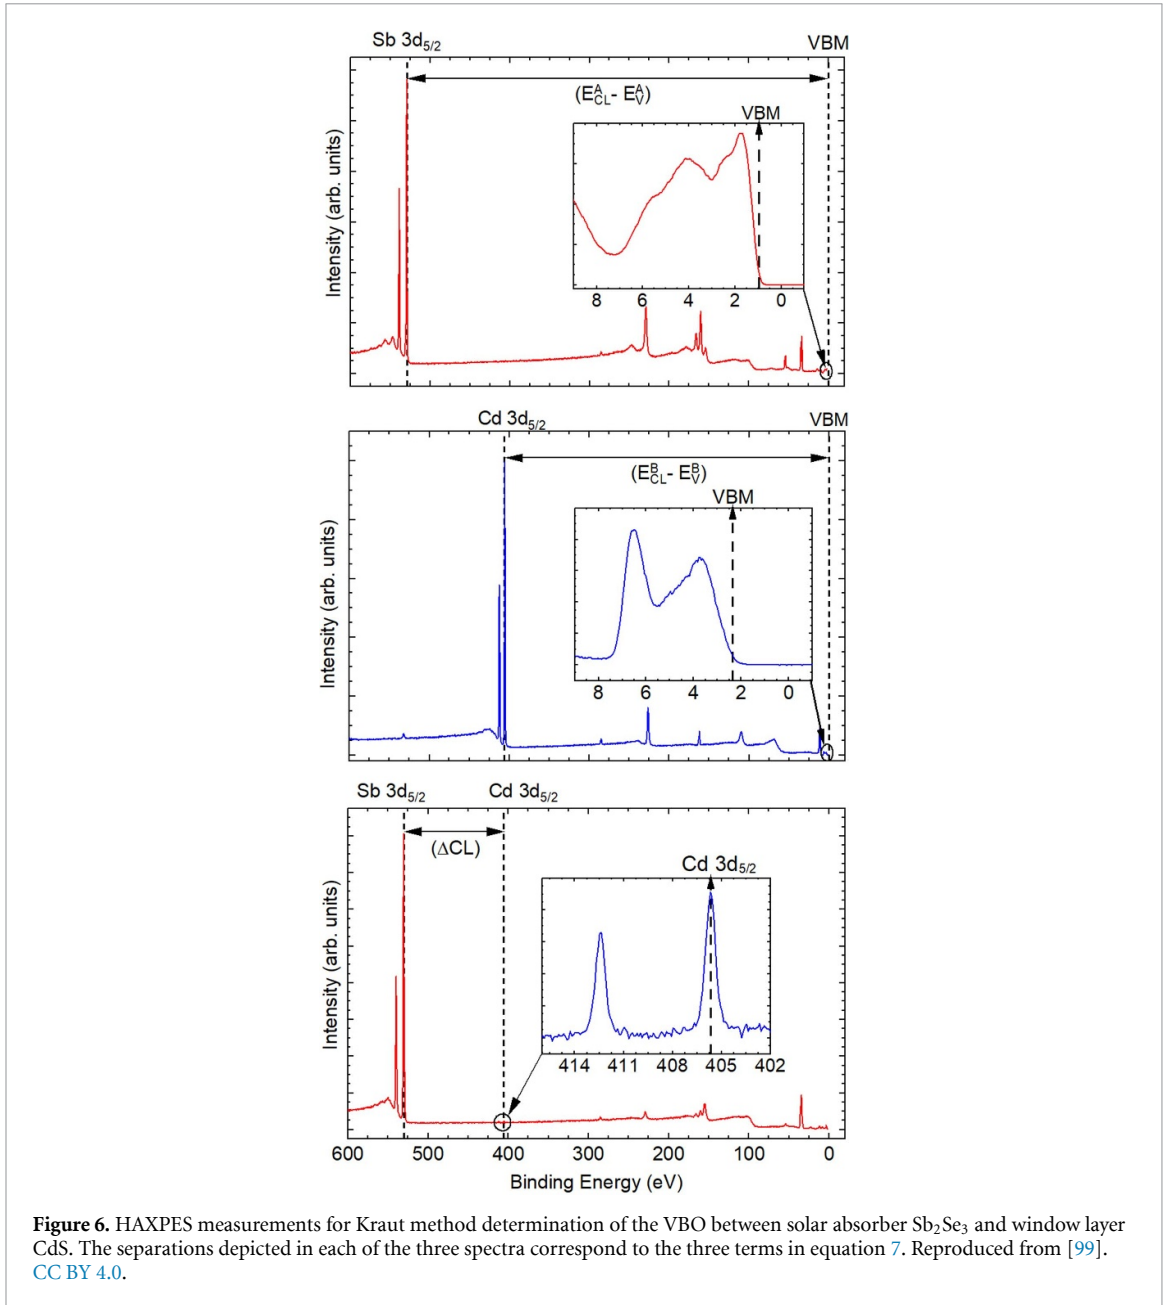 Sb 3d5/2 VBM
(E^A_CL- E^A_V)
VBM
8 6 4 2 0
Intensity (arb. units)
Cd 3d5/2 VBM
(E^B_CL- E^B_V)
VBM
8 6 4 2 0
Intensity (arb. units)
Sb 3d5/2 Cd 3d5/2
(ΔCL)
Cd 3d5/2
414 411 408 405 402
Intensity (arb. units)
600 500 400 300 200 100 0
Binding Energy (eV)
Figure 6. HAXPES measurements for Kraut method determination of the VBO between solar absorber Sb2Se3 and window layer
CdS. The separations depicted in each of the three spectra correspond to the three terms in equation 7. Reproduced from [99].
CC BY 4.0.